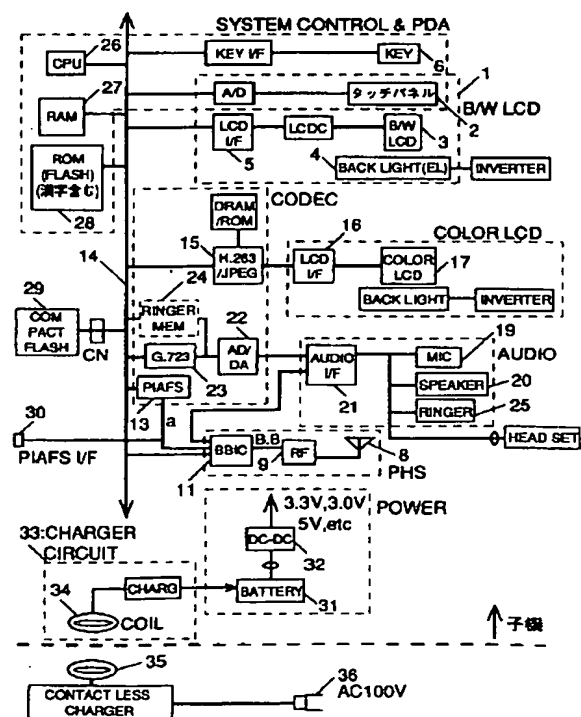 SYSTEM CONTROL & PDA
26
CPU
KEY I/F
KEY
6
1
27
RAM
A/D
タッチパネル
2
B/W LCD
LCD
I/F
5
LCDC
B/W
LCD
3
ROM
(FLASH)
(漢字含む)
28
4
BACK LIGHT(EL)
INVERTER
CODEC
DRAM
/ROM
15
H.263
/JPEG
14
24
16
LCD
I/F
COLOR LCD
COLOR
LCD
17
BACK LIGHT
INVERTER
29
COM
PACT
FLASH
CN
RINGER
MEM
22
G.723
23
AD/
DA
AUDIO
I/F
21
MIC
19
AUDIO
SPEAKER
20
RINGER
25
PIAFS
13
a
30
PIAFS I/F
BBIC
11
B.B
9
RF
8
PHS
HEAD SET
3.3V,3.0V
5V,etc
POWER
DC-DC
32
BATTERY
31
33:CHARGER
CIRCUIT
34
CHARG
COIL
子機
35
CONTACT LESS
CHARGER
36
AC100V